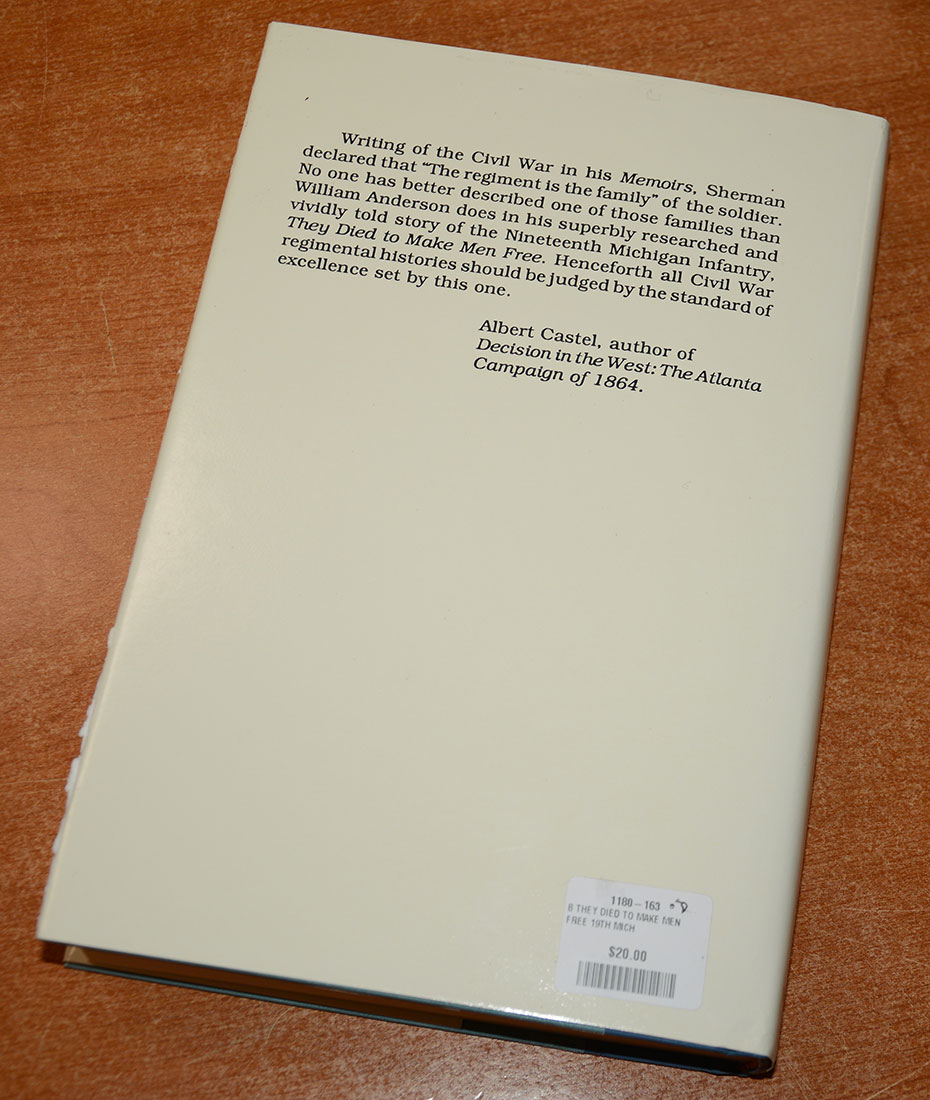 Writing of the Civil War in his Memoirs, Sherman
declared that "The regiment is the family" of the soldier.
No one has better described one of those families than
William Anderson does in his superbly researched and
vividly told story of the Nineteenth Michigan Infantry,
They Died to Make Men Free. Henceforth all Civil War
regimental histories should be judged by the standard of
excellence set by this one.
Albert Castel, author of
Decision in the West: The Atlanta
Campaign of 1864.
1180-163
B THEY DIED TO MAKE MEN
FREE 19TH MICH
$20.00